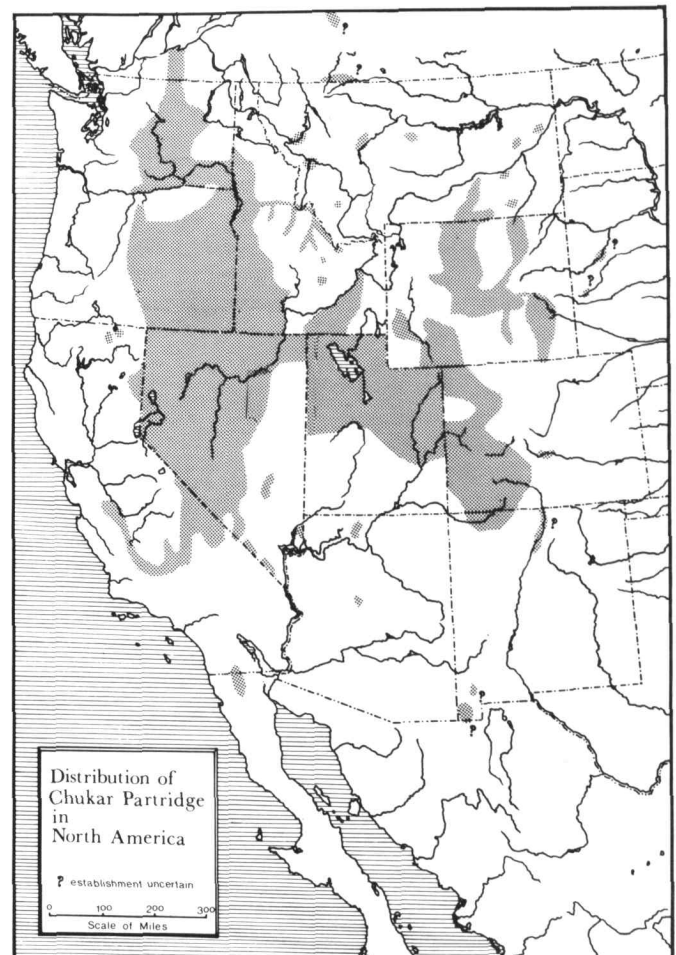 Distribution of
Chukar Partridge
in
North America
? establishment uncertain
0 100 200 300
Scale of Miles
?
?
?
?
?
?
?